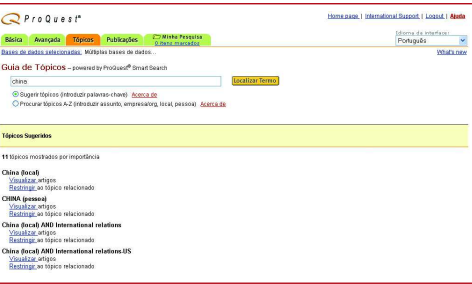 ProQuest®
Home page | International Support | Logout | Ajuda
Básica Avançada Tópicos Publicações Minha Pesquisa
0 itens marcados
Idioma da interface:
Português
Bases de dados selecionadas: Múltiplas bases de dados...
What's new
Guia de Tópicos – powered by ProQuest® Smart Search
china
Localizar Termo
Sugerir tópicos (introduzir palavras-chave) Acerca de
Procurar tópicos A-Z (introduzir assunto, empresa/org, local, pessoa) Acerca de
Tópicos Sugeridos
11 tópicos mostrados por importância
China (local)
Visualizar artigos
Restringir ao tópico relacionado
CHINA (pessoa)
Visualizar artigos
Restringir ao tópico relacionado
China (local) AND International relations
Visualizar artigos
Restringir ao tópico relacionado
China (local) AND International relations-US
Visualizar artigos
Restringir ao tópico relacionado